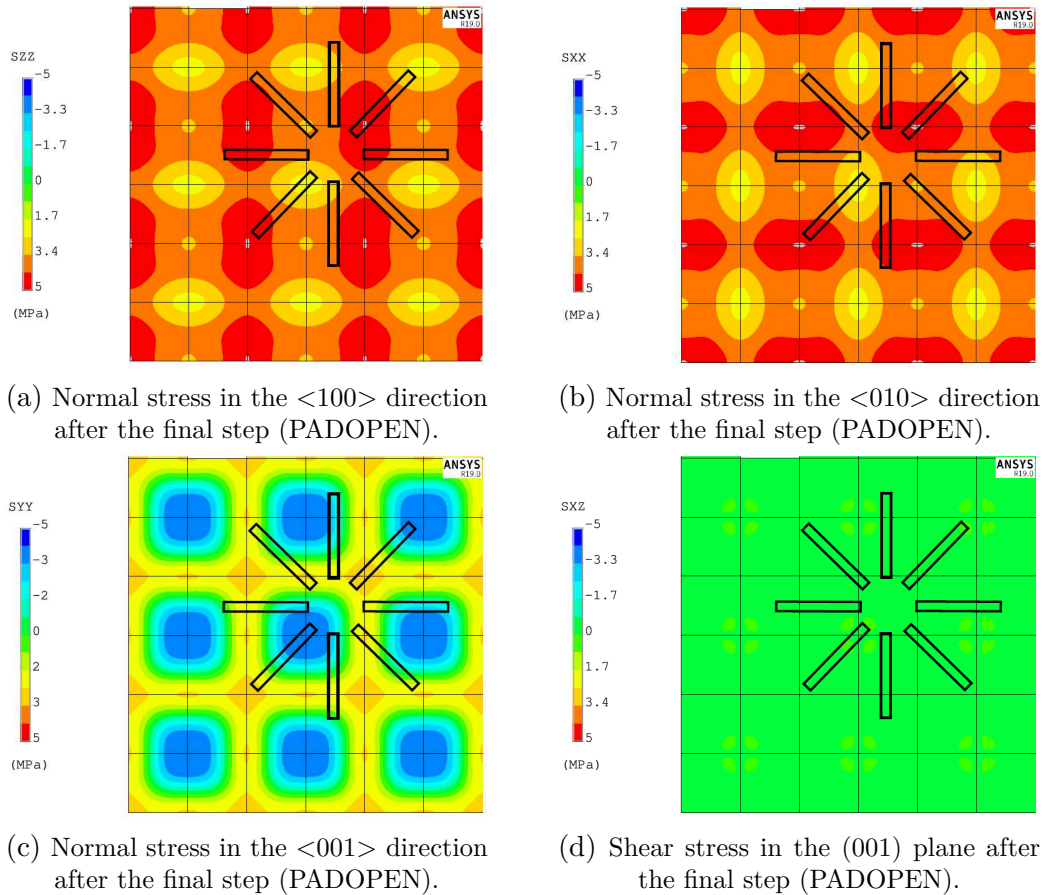 ANSYS
R19.0
SZZ
-5
-3.3
-1.7
0
1.7
3.4
5
(MPa)
(a) Normal stress in the <100> direction
after the final step (PADOPEN).
ANSYS
R19.0
SXX
-5
-3.3
-1.7
0
1.7
3.4
5
(MPa)
(b) Normal stress in the <010> direction
after the final step (PADOPEN).
ANSYS
R19.0
SYY
-5
-3
-2
0
2
3
5
(MPa)
(c) Normal stress in the <001> direction
after the final step (PADOPEN).
ANSYS
R19.0
SXZ
-5
-3.3
-1.7
0
1.7
3.4
5
(MPa)
(d) Shear stress in the (001) plane after
the final step (PADOPEN).